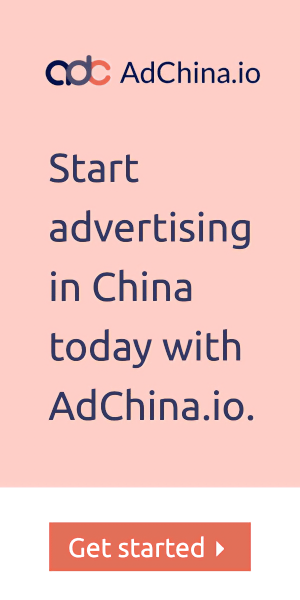 adc AdChina.io
Start
advertising
in China
today with
AdChina.io.
Get started